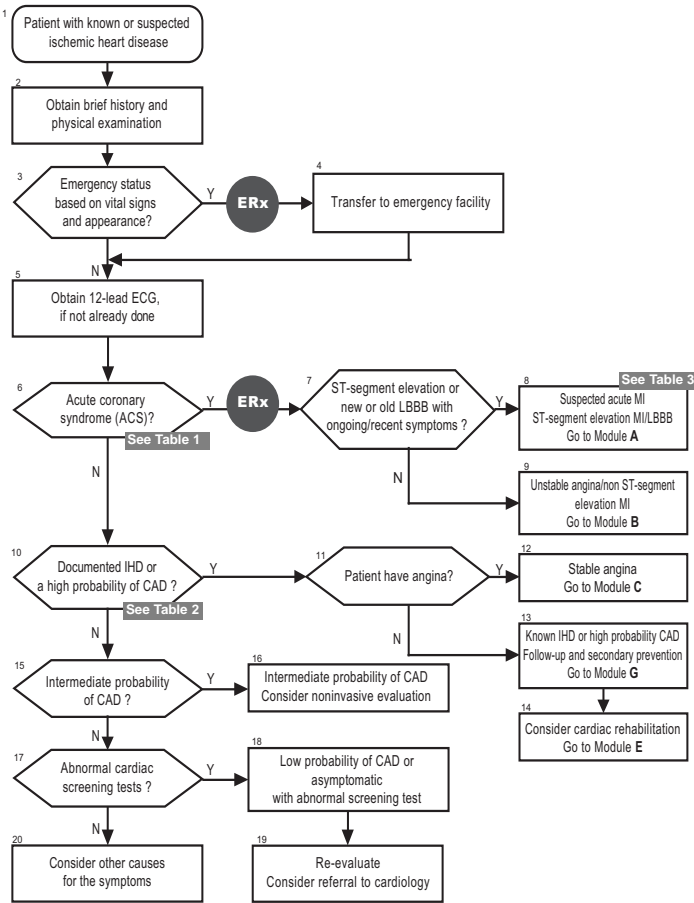 1
Patient with known or suspected
ischemic heart disease
2
Obtain brief history and
physical examination
3
Emergency status
based on vital signs
and appearance?
Y
ERx
4
Transfer to emergency facility
N
5
Obtain 12-lead ECG,
if not already done
6
Acute coronary
syndrome (ACS)?
See Table 1
Y
ERx
7
ST-segment elevation or
new or old LBBB with
ongoing/recent symptoms ?
Y
8
See Table 3
Suspected acute MI
ST-segment elevation MI/LBBB
Go to Module A
N
9
Unstable angina/non ST-segment
elevation MI
Go to Module B
N
10
Documented IHD or
a high probability of CAD ?
See Table 2
Y
11
Patient have angina?
Y
12
Stable angina
Go to Module C
N
13
Known IHD or high probability CAD
Follow-up and secondary prevention
Go to Module G
14
Consider cardiac rehabilitation
Go to Module E
N
15
Intermediate probability
of CAD ?
Y
16
Intermediate probability of CAD
Consider noninvasive evaluation
N
17
Abnormal cardiac
screening tests ?
Y
18
Low probability of CAD or
asymptomatic
with abnormal screening test
19
Re-evaluate
Consider referral to cardiology
N
20
Consider other causes
for the symptoms